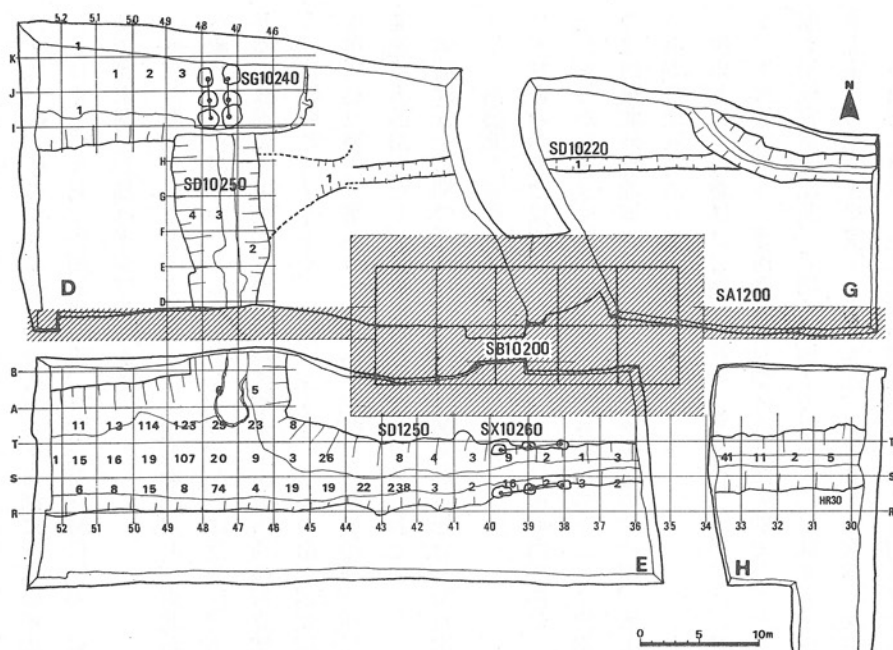 52 51 50 49 48 47 46
K
1
1 2 3
SG10240
J
1
I
N
SD10220
1
H
1
SD10250
G
4 3
F
2
E
D
D
SA1200
G
SB10200
B
6 5
A
11 13 114 123 29 23 8
SD1250
SX10260
T
T
1 15 16 19 107 20 9 3 26 8 4 3 9 2 1 3
41 11 2 5
S
S
6 8 15 8 74 4 19 19 22 238 3 2 16 2 3 2
HR30
R
R
52 51 50 49 48 47 46 45 44 43 42 41 40 39 38 37 36 35 34 33 32 31 30
E
H
0 5 10m